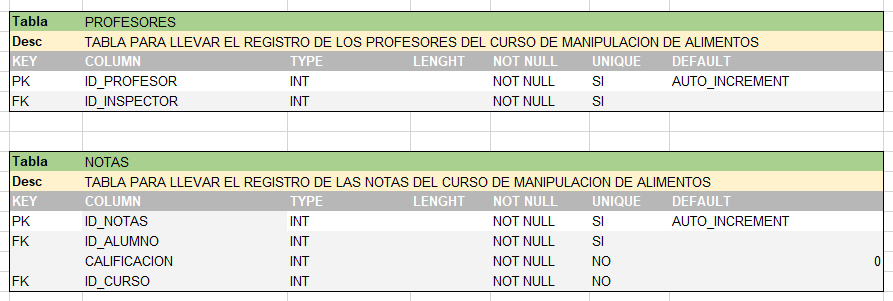 Tabla PROFESORES
Desc TABLA PARA LLEVAR EL REGISTRO DE LOS PROFESORES DEL CURSO DE MANIPULACION DE ALIMENTOS
KEY COLUMN TYPE LENGHT NOT NULL UNIQUE DEFAULT
PK ID_PROFESOR INT NOT NULL SI AUTO_INCREMENT
FK ID_INSPECTOR INT NOT NULL SI
Tabla NOTAS
Desc TABLA PARA LLEVAR EL REGISTRO DE LAS NOTAS DEL CURSO DE MANIPULACION DE ALIMENTOS
KEY COLUMN TYPE LENGHT NOT NULL UNIQUE DEFAULT
PK ID_NOTAS INT NOT NULL SI AUTO_INCREMENT
FK ID_ALUMNO INT NOT NULL SI
CALIFICACION INT NOT NULL NO 0
FK ID_CURSO INT NOT NULL NO